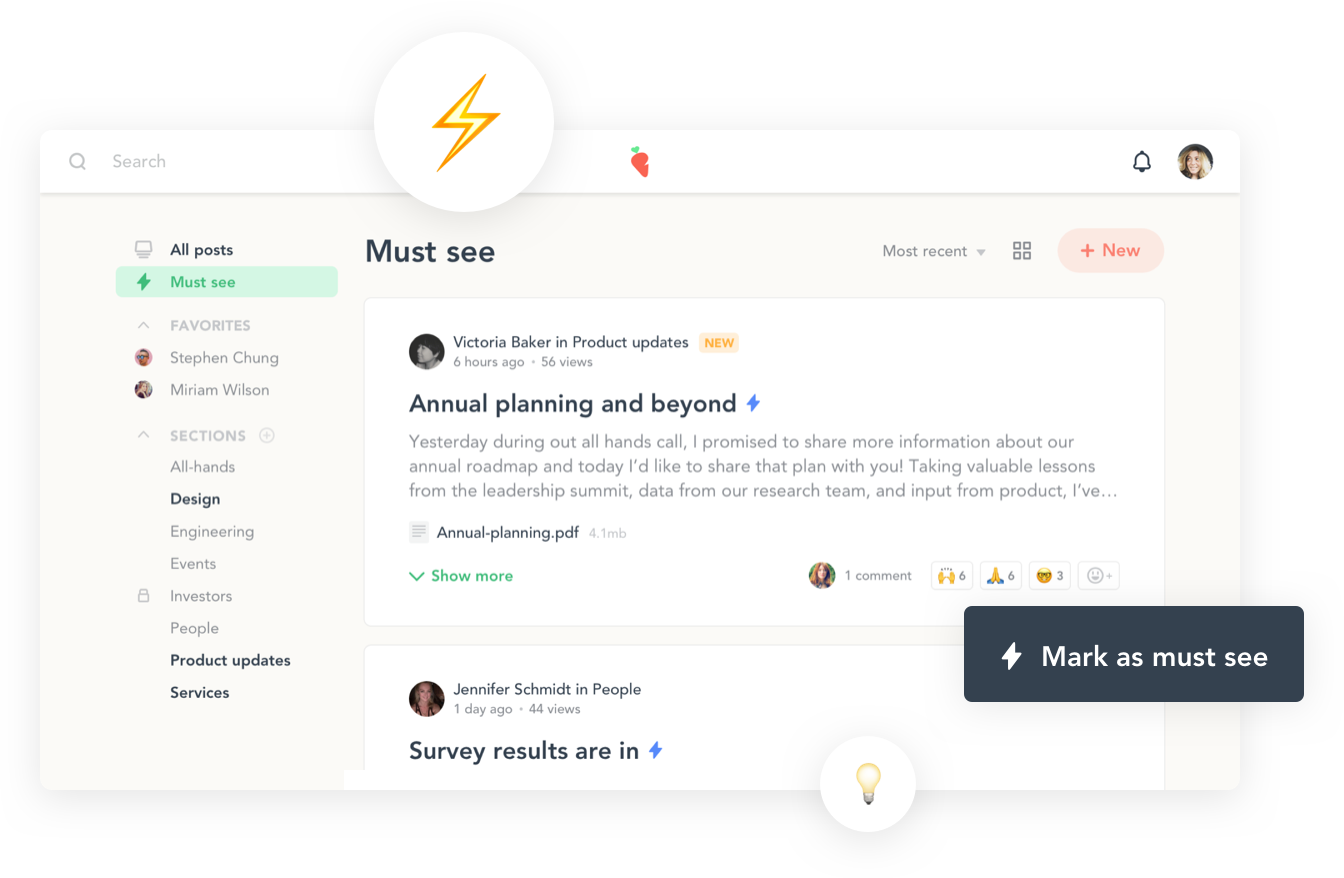 Search
All posts
Must see
FAVORITES
Stephen Chung
Miriam Wilson
SECTIONS
All-hands
Design
Engineering
Events
Investors
People
Product updates
Services
Must see
Most recent
+ New
Victoria Baker in Product updates NEW
6 hours ago • 56 views
Annual planning and beyond
Yesterday during out all hands call, I promised to share more information about our
annual roadmap and today I’d like to share that plan with you! Taking valuable lessons
from the leadership summit, data from our research team, and input from product, I’ve…
Annual-planning.pdf 4.1mb
Show more
1 comment
6
6
3
+
Mark as must see
Jennifer Schmidt in People
1 day ago • 44 views
Survey results are in